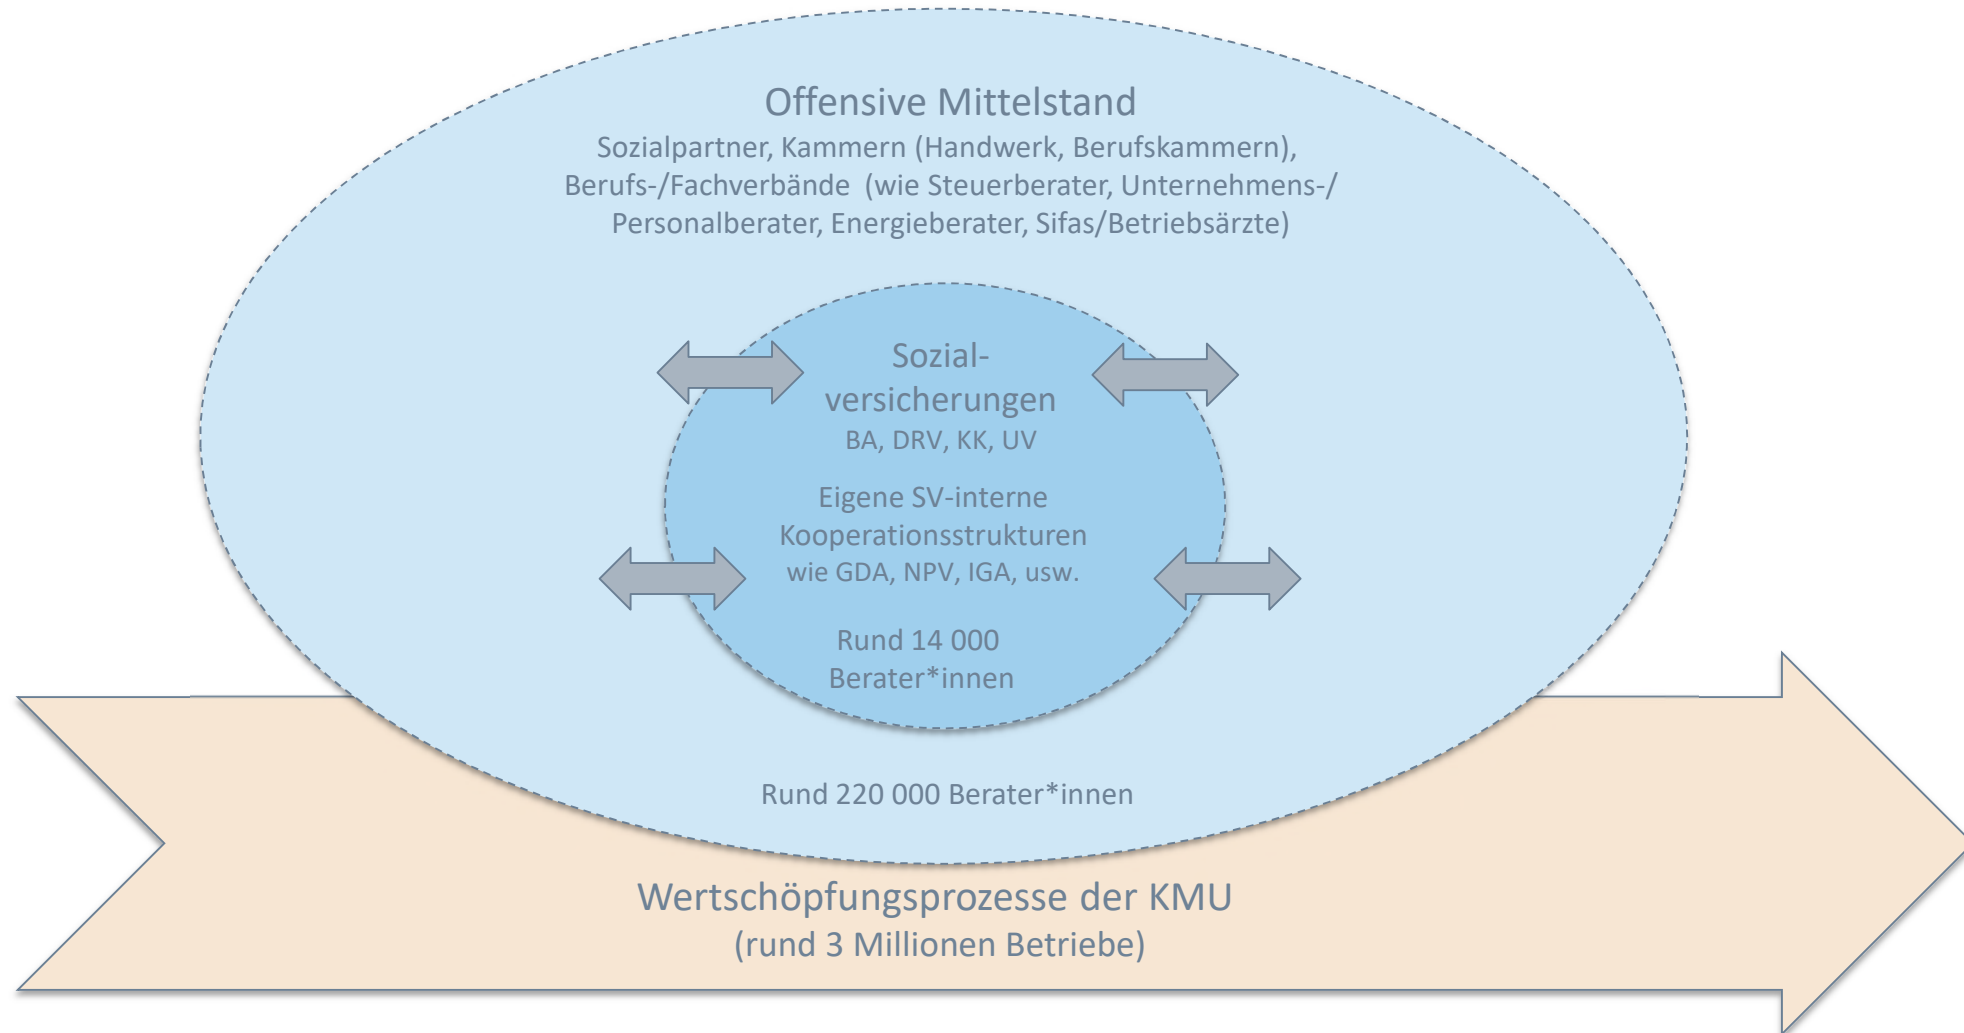 Offensive Mittelstand
Sozialpartner, Kammern (Handwerk, Berufskammern),
Berufs-/Fachverbände (wie Steuerberater, Unternehmens-/
Personalberater, Energieberater, Sifas/Betriebsärzte)
Sozial-
versicherungen
BA, DRV, KK, UV
Eigene SV-interne
Kooperationsstrukturen
wie GDA, NPV, IGA, usw.
Rund 14 000
Berater*innen
Rund 220 000 Berater*innen
Wertschöpfungsprozesse der KMU
(rund 3 Millionen Betriebe)